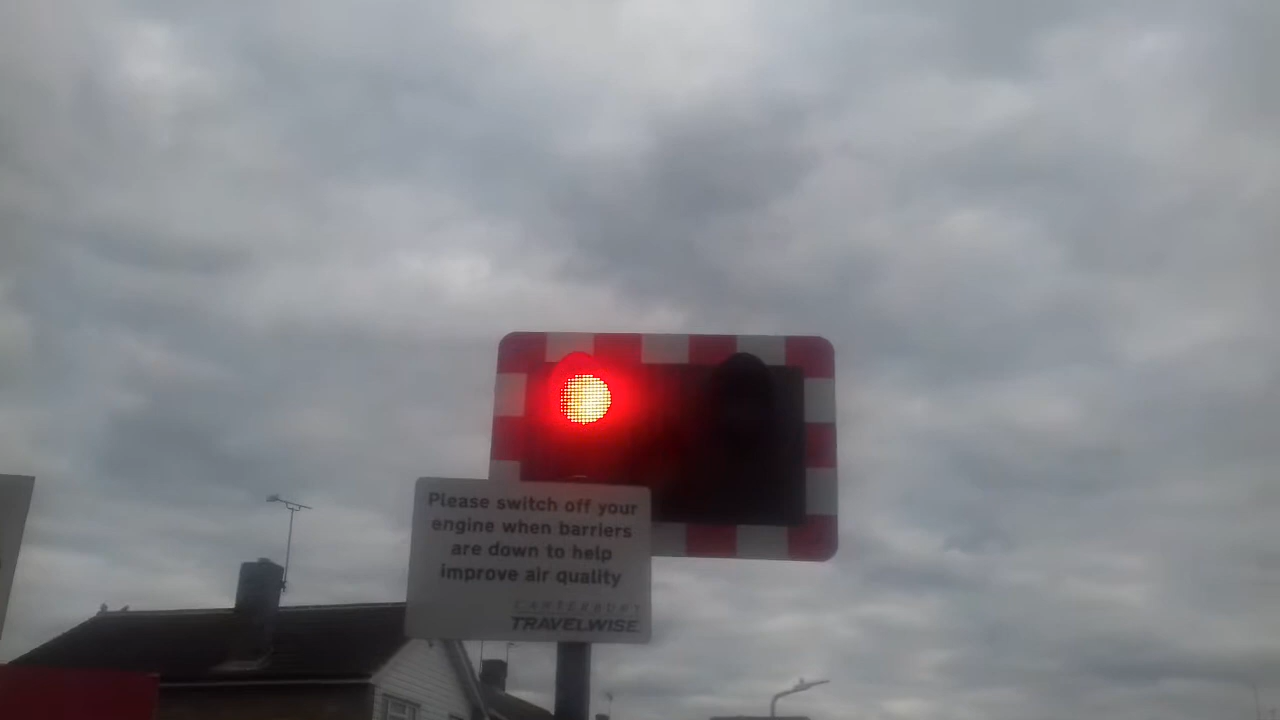 Please switch off your
engine when barriers
are down to help
improve air quality
CANTERBURY
TRAVELWISE